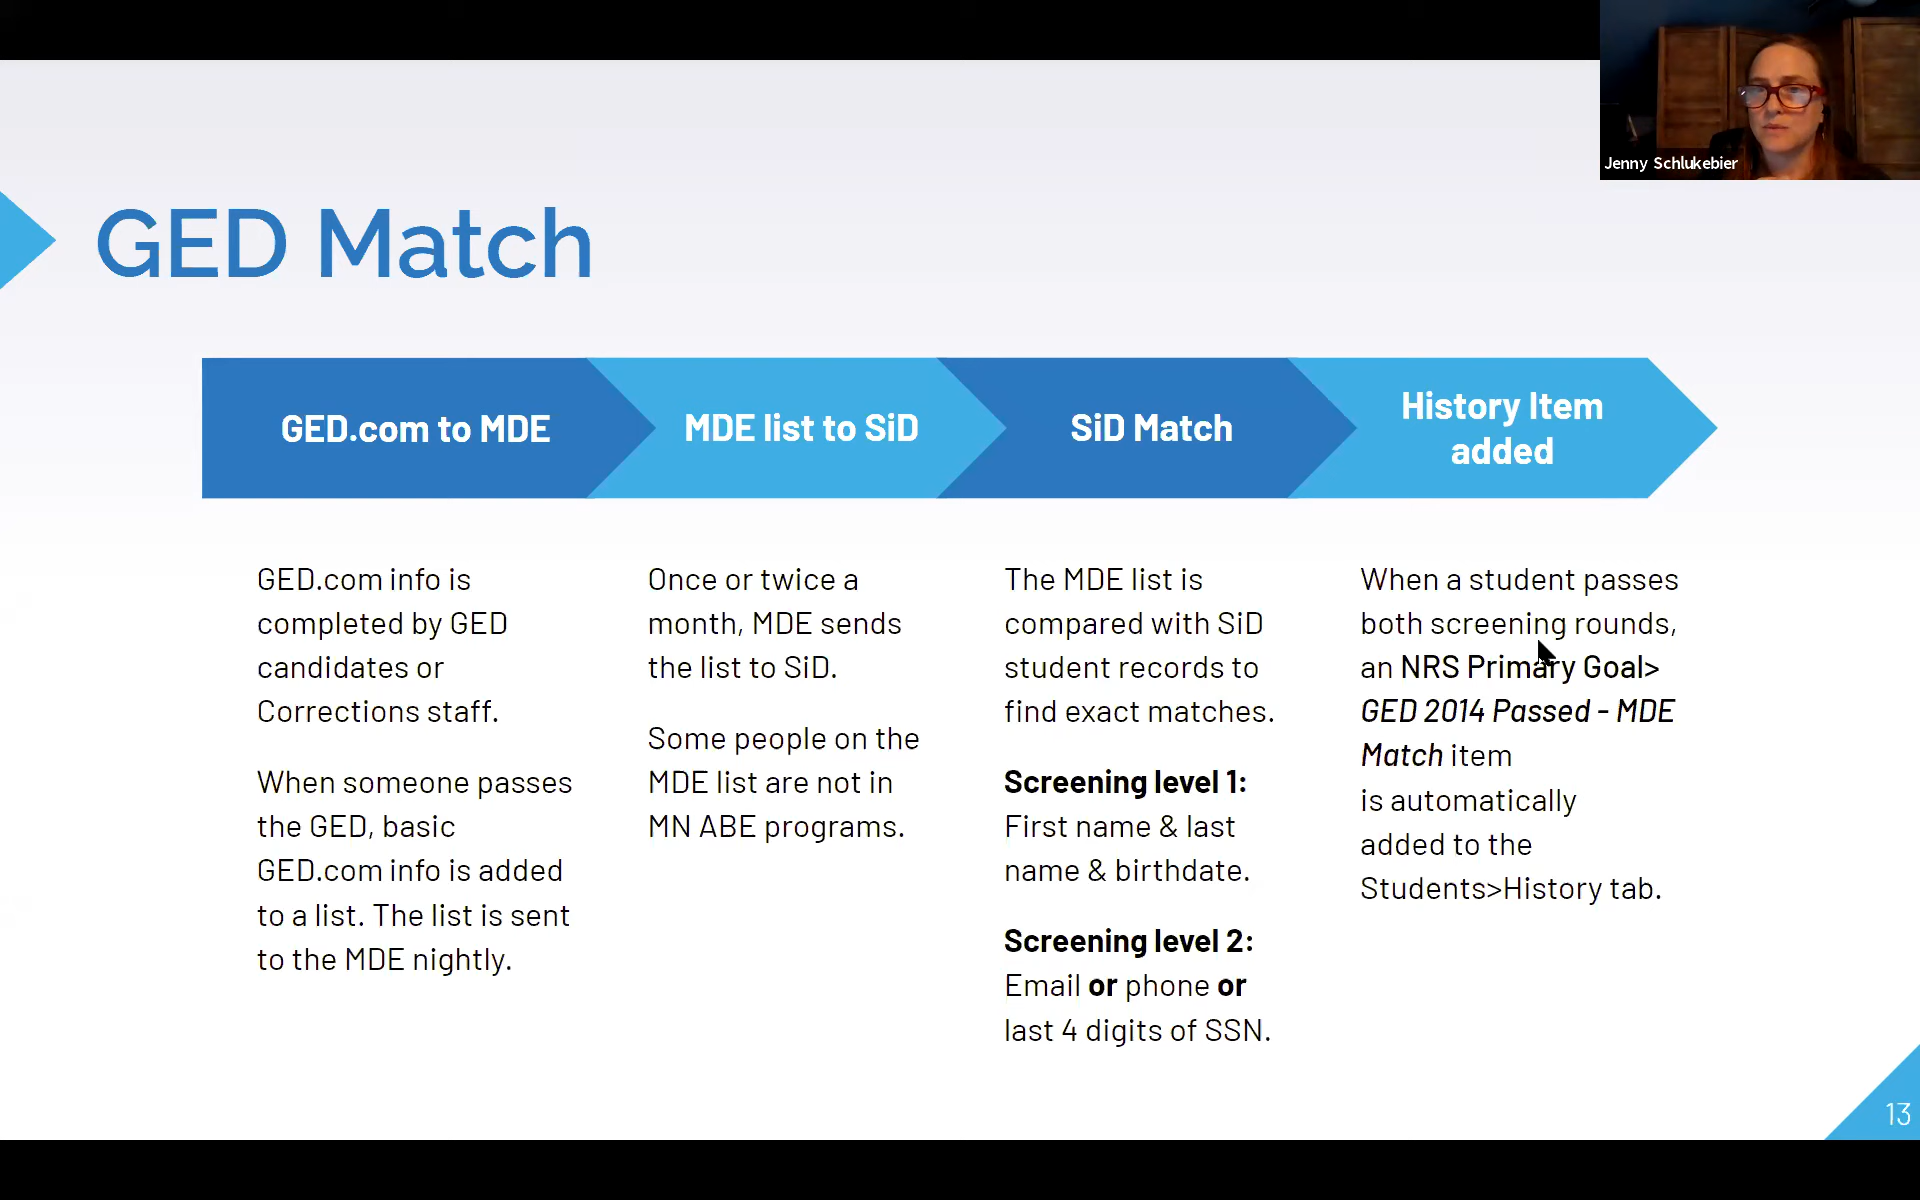 Jenny Schlukebier
GED Match
GED.com to MDE
MDE list to SiD
SiD Match
History Item
added
GED.com info is
completed by GED
candidates or
Corrections staff.
When someone passes
the GED, basic
GED.com info is added
to a list. The list is sent
to the MDE nightly.
Once or twice a
month, MDE sends
the list to SiD.
Some people on the
MDE list are not in
MN ABE programs.
The MDE list is
compared with SiD
student records to
find exact matches.
Screening level 1:
First name & last
name & birthdate.
Screening level 2:
Email or phone or
last 4 digits of SSN.
When a student passes
both screening rounds,
an NRS Primary Goal>
GED 2014 Passed - MDE
Match item
is automatically
added to the
Students>History tab.
13